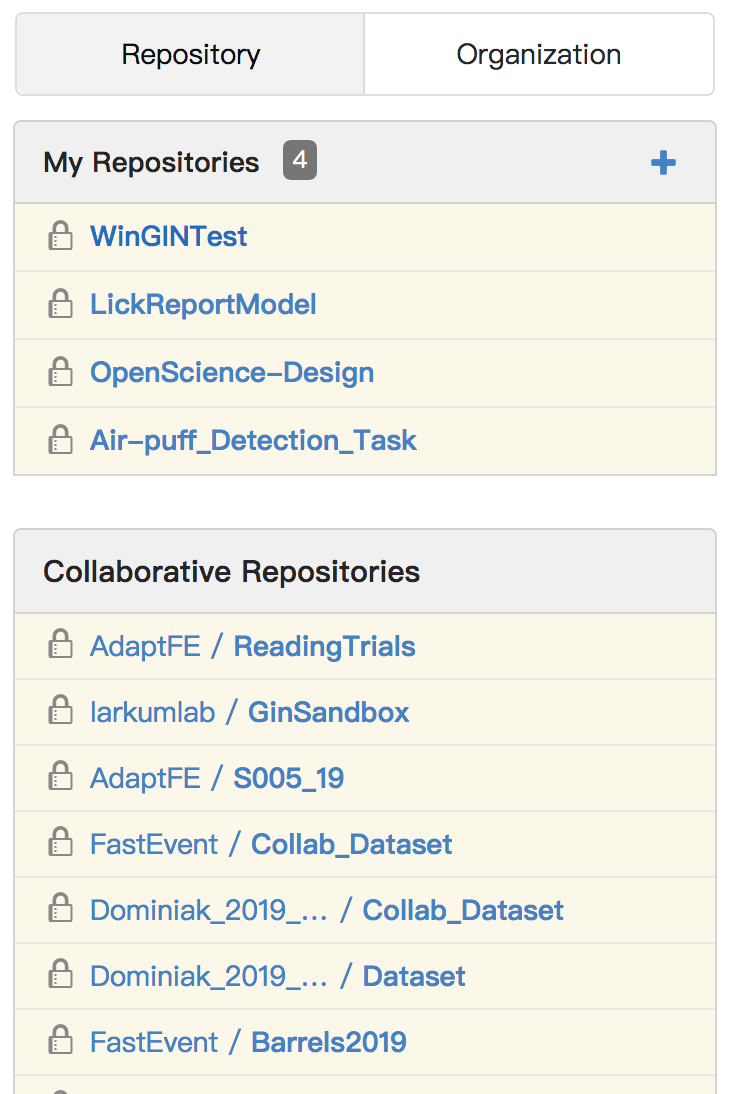 Repository Organization
My Repositories 4
WinGINTest
LickReportModel
OpenScience-Design
Air-puff_Detection_Task
Collaborative Repositories
AdaptFE / ReadingTrials
larkumlab / GinSandbox
AdaptFE / S005_19
FastEvent / Collab_Dataset
Dominiak_2019_... / Collab_Dataset
Dominiak_2019_... / Dataset
FastEvent / Barrels2019